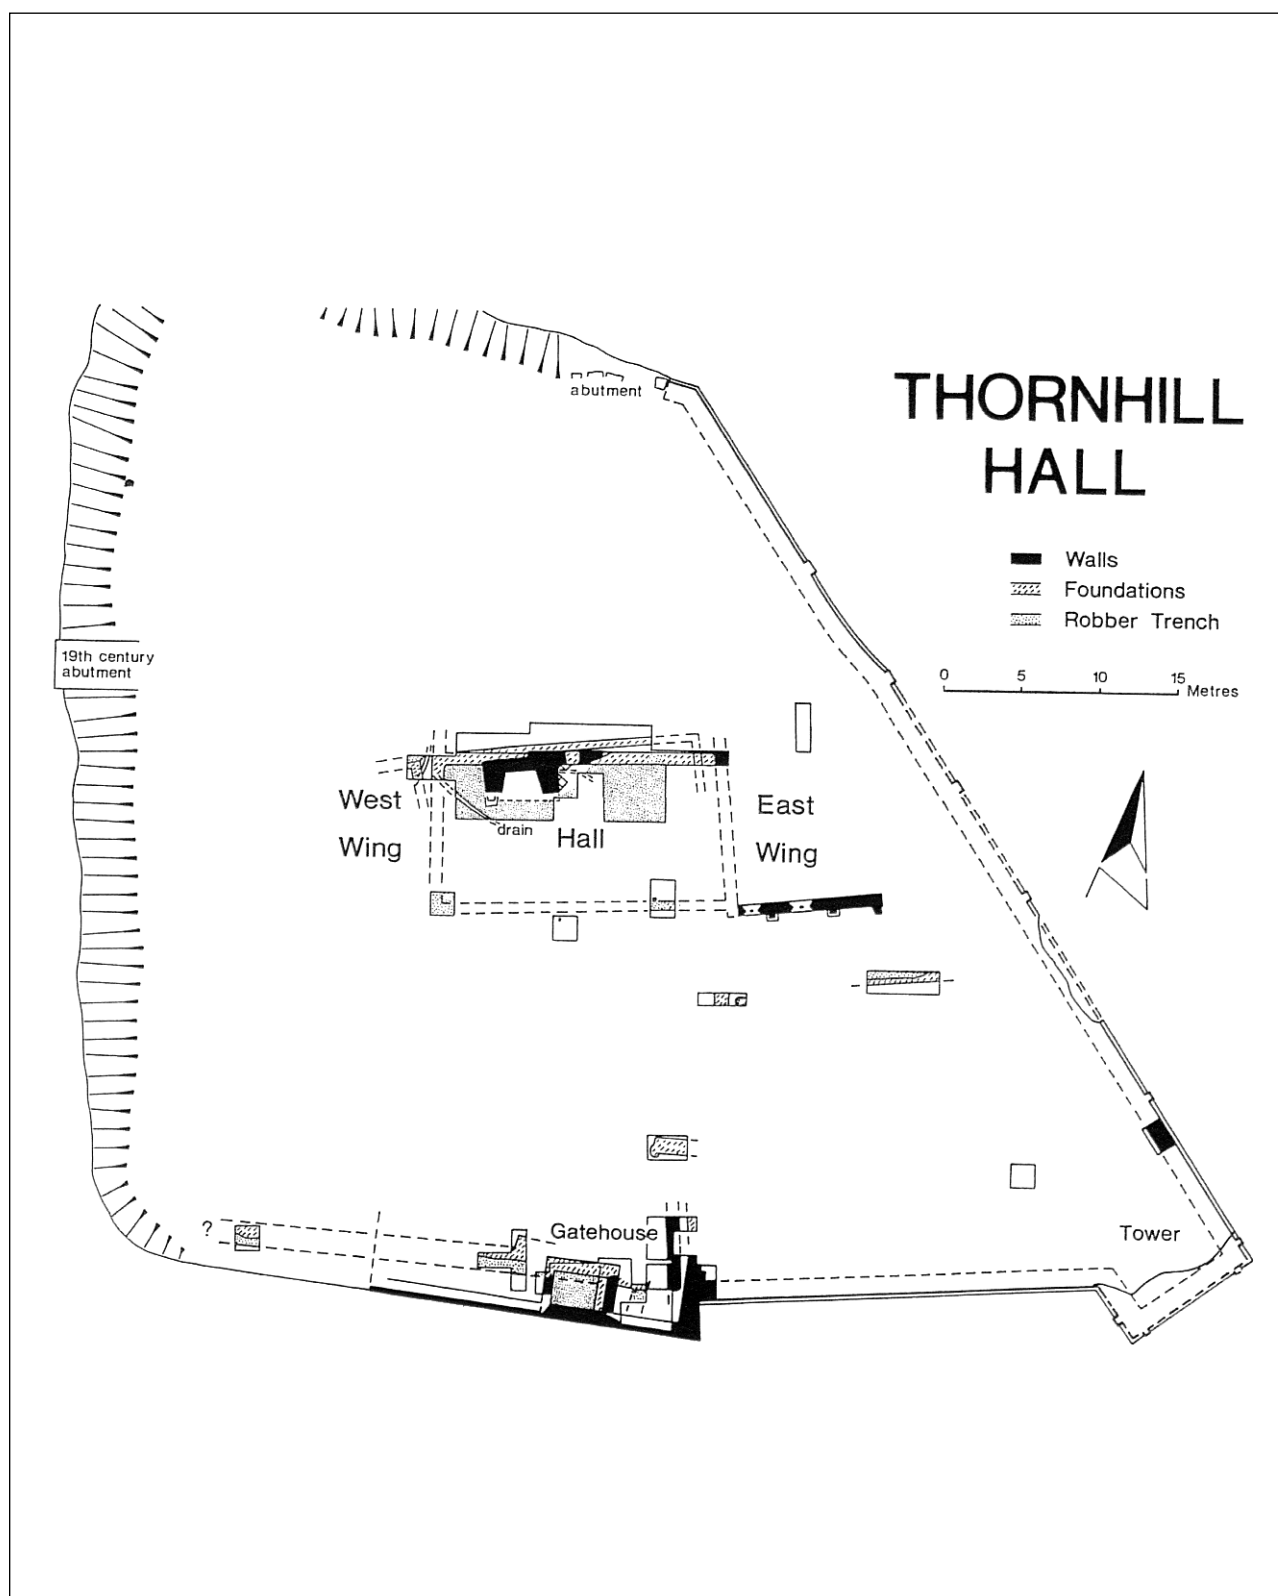 abutment
THORNHILL
HALL
Walls
Foundations
Robber Trench
19th century
abutment
0 5 10 15
Metres
West
Wing
drain
Hall
East
Wing
?
Gatehouse
Tower